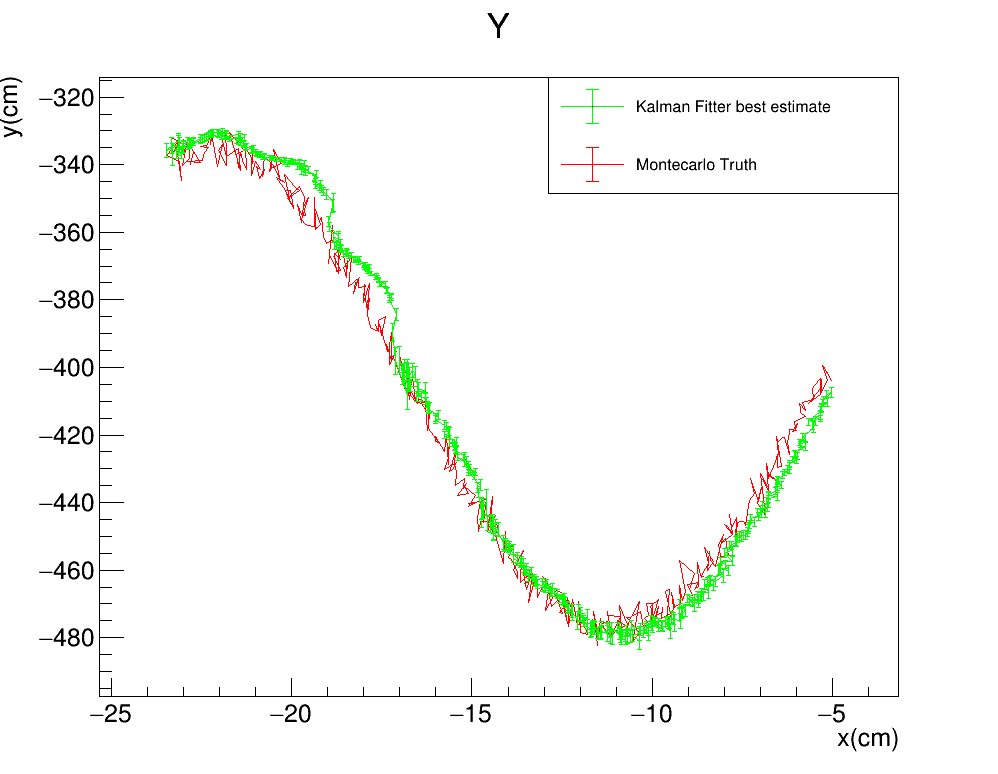 Y
y(cm)
Kalman Fitter best estimate
Montecarlo Truth
−320
−340
−360
−380
−400
−420
−440
−460
−480
−25 −20 −15 −10 −5
x(cm)